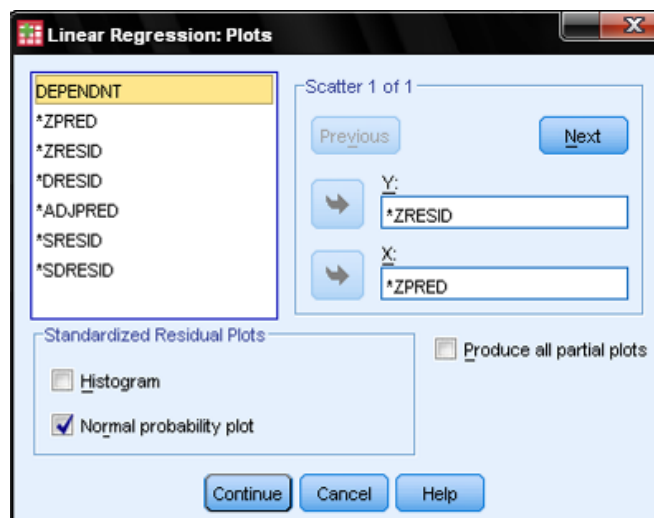 Linear Regression: Plots
X
DEPENDNT
*ZPRED
*ZRESID
*DRESID
*ADJPRED
*SRESID
*SDRESID
Scatter 1 of 1
Previous
Next
Y:
*ZRESID
X:
*ZPRED
Standardized Residual Plots
Histogram
Normal probability plot
Produce all partial plots
Continue
Cancel
Help